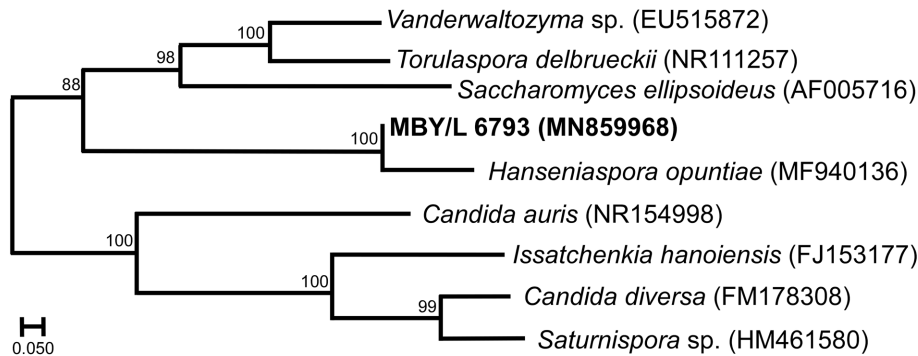 Vanderwaltozyma sp. (EU515872)
100
Torulaspora delbrueckii (NR111257)
98
88
Saccharomyces ellipsoideus (AF005716)
MBY/L 6793 (MN859968)
100
Hanseniaspora opuntiae (MF940136)
Candida auris (NR154998)
100
Issatchenkia hanoiensis (FJ153177)
100
Candida diversa (FM178308)
99
Saturnispora sp. (HM461580)
0.050